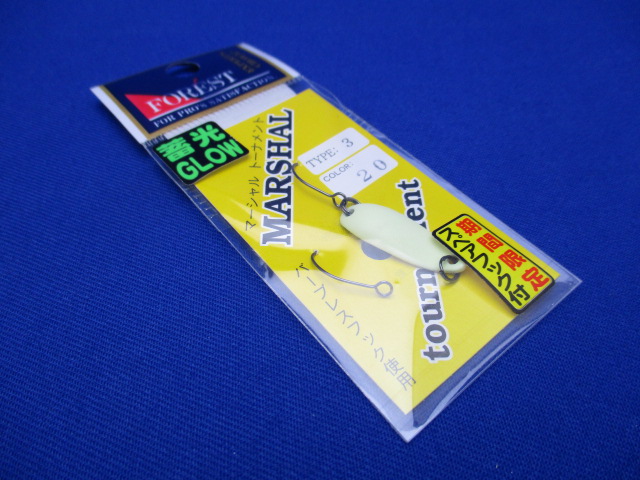 FOREST
FOR PRO'S SATISFACTION
蓄光
GLOW
マーシャル トーナメント
MARSHAL
TYPE: 3
COLOR: 20
期間限定
スペアフック付
バーブレスフック使用